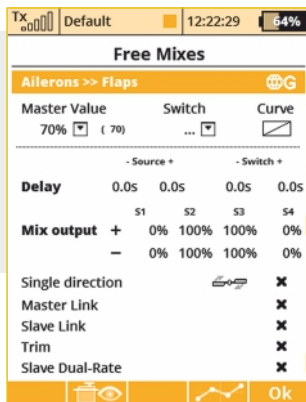 Tx Default 12:22:29 64%
Free Mixes
Ailerons >> Flaps G
Master Value Switch Curve
70% ( 70) ...
- Source + - Switch +
Delay 0.0s 0.0s 0.0s 0.0s
S1 S2 S3 S4
Mix output + 0% 100% 100% 0%
− 0% 100% 100% 0%
Single direction
Master Link
Slave Link
Trim
Slave Dual-Rate
Ok